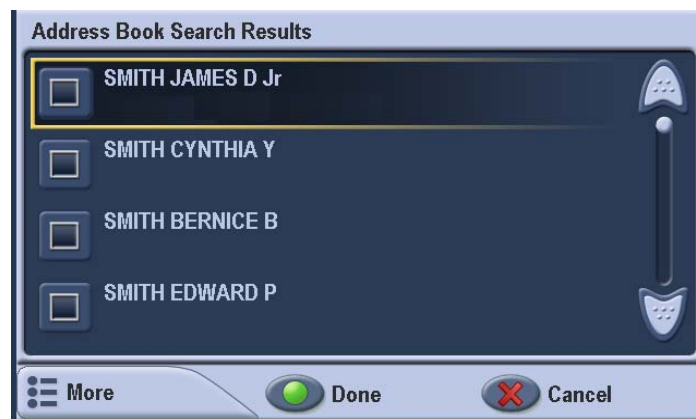 Address Book Search Results
SMITH JAMES D Jr
SMITH CYNTHIA Y
SMITH BERNICE B
SMITH EDWARD P
More Done Cancel